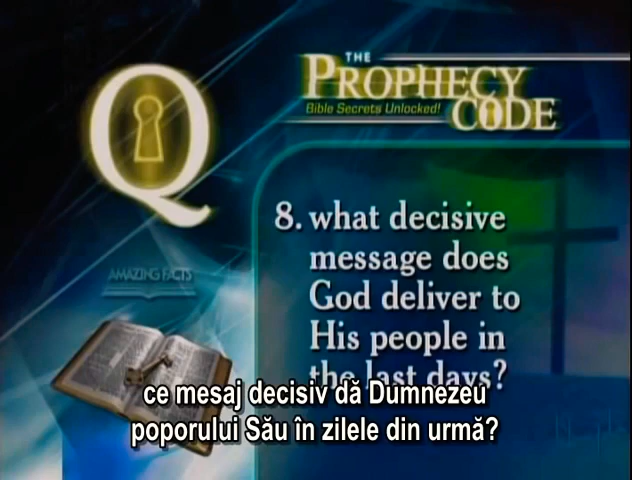 Q
THE
PROPHECY
Bible Secrets Unlocked!
CODE
8. what decisive
message does
God deliver to
His people in
the last days?
AMAZING FACTS
ce mesaj decisiv dă Dumnezeu
poporului Său în zilele din urmă?